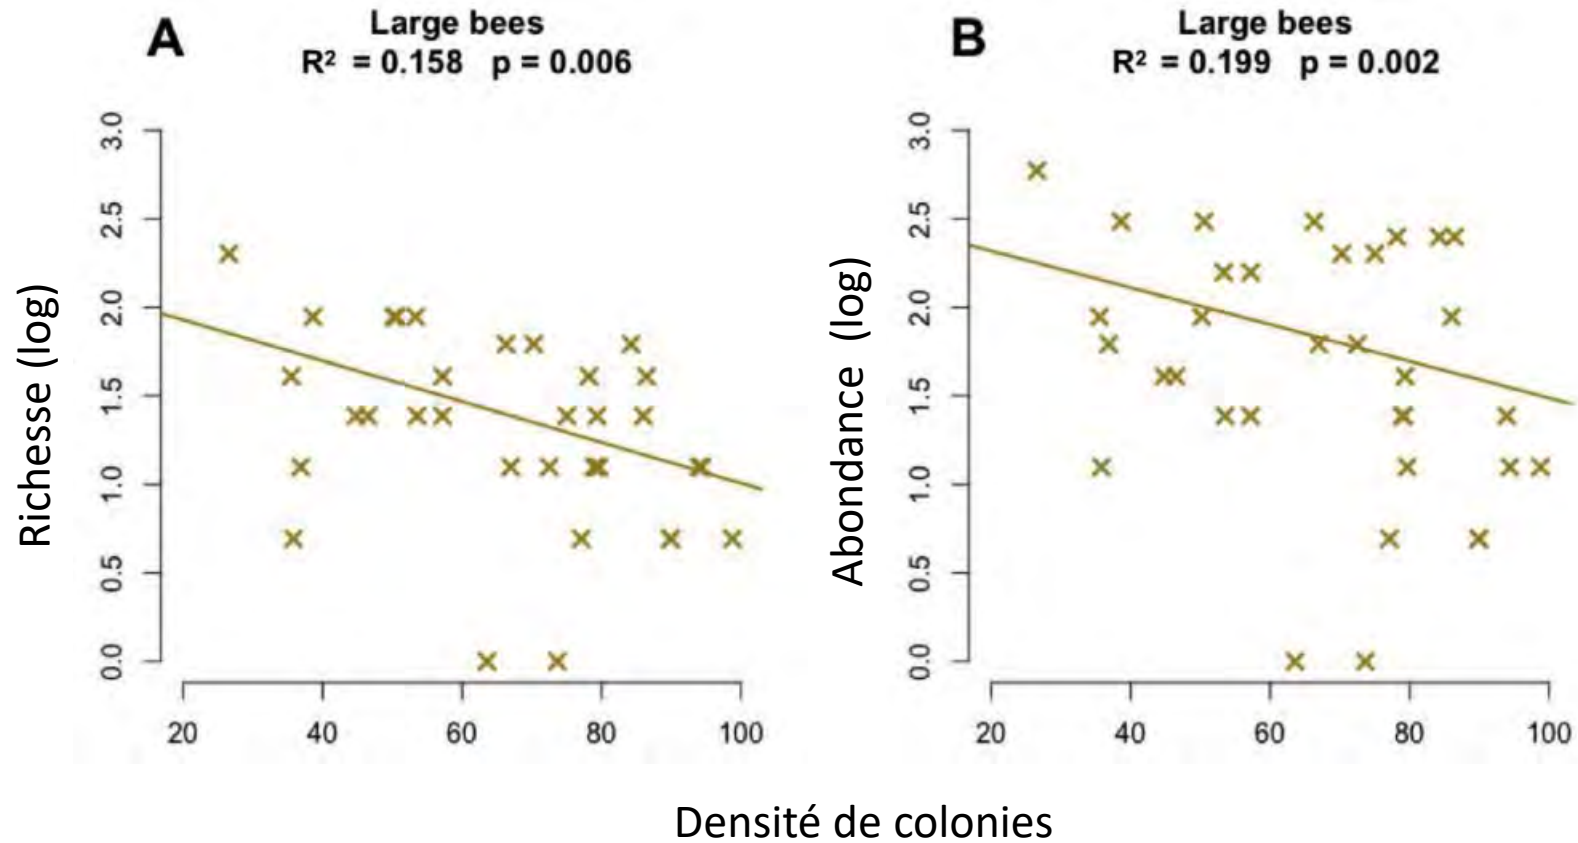 A
Large bees
R² = 0.158 p = 0.006
Richesse (log)
3.0
2.5
2.0
1.5
1.0
0.5
0.0
20 40 60 80 100
B
Large bees
R² = 0.199 p = 0.002
Abondance (log)
3.0
2.5
2.0
1.5
1.0
0.5
0.0
20 40 60 80 100
Densité de colonies